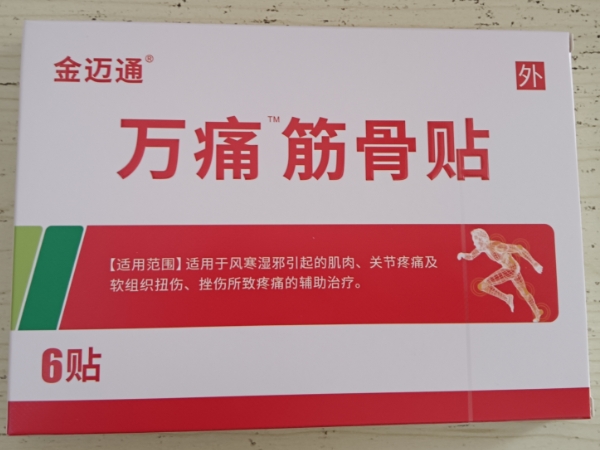 金迈通®
外
万痛™筋骨贴
【适用范围】适用于风寒湿邪引起的肌肉、关节疼痛及
软组织扭伤、挫伤所致疼痛的辅助治疗。
6贴